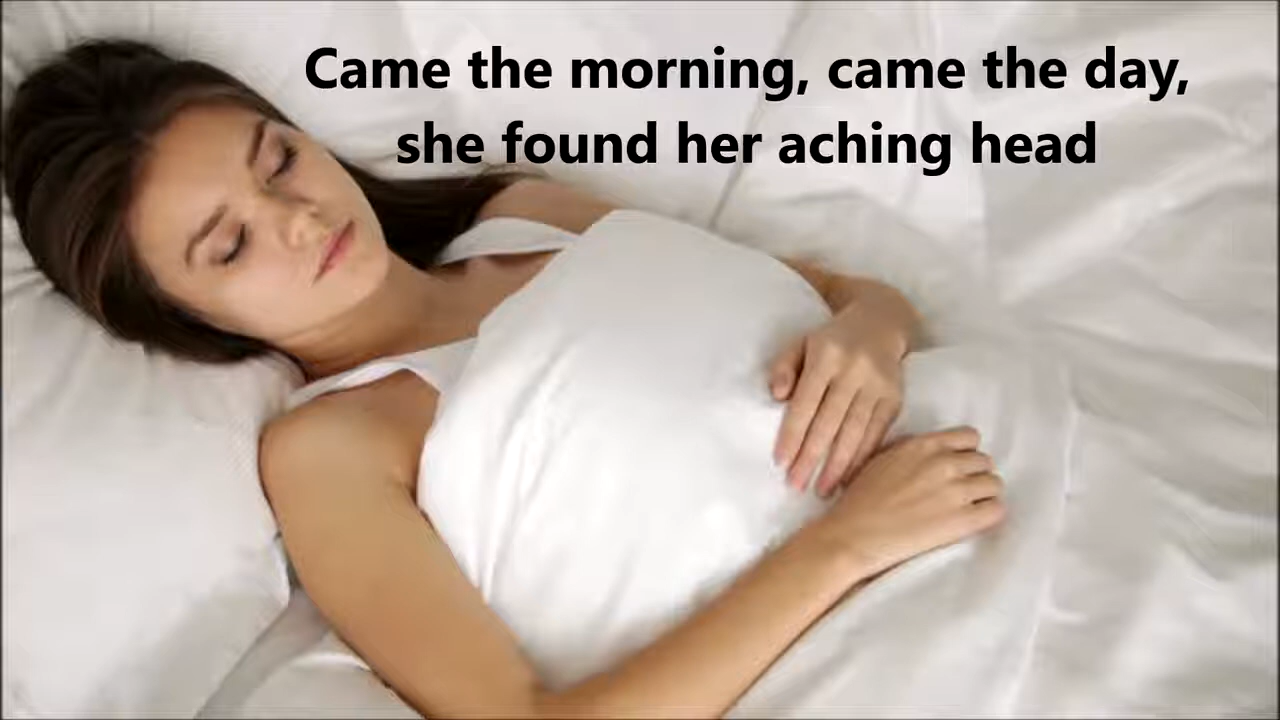 Came the morning, came the day,
she found her aching head